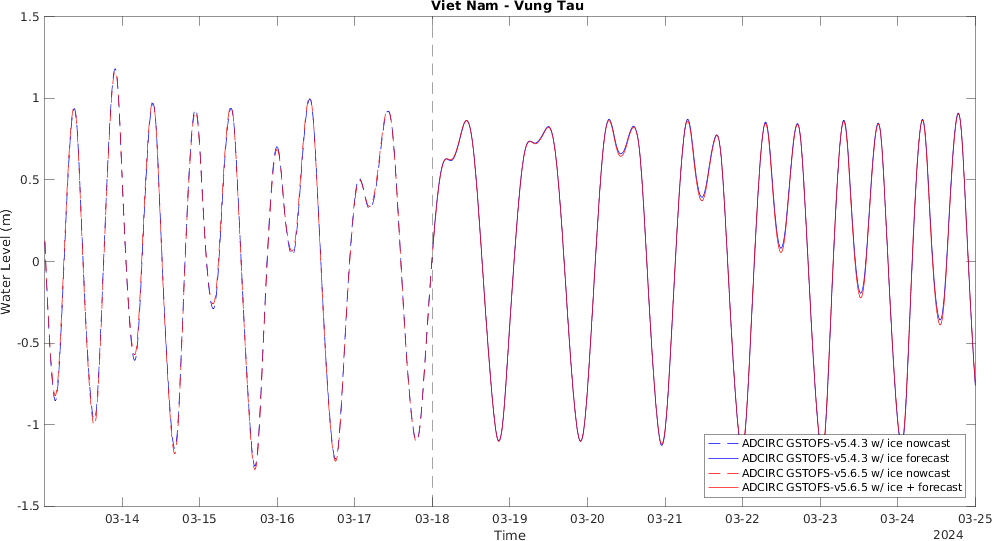 Viet Nam - Vung Tau
Water Level (m)
1.5
1
0.5
0
-0.5
-1
-1.5
03-14
03-15
03-16
03-17
03-18
03-19
03-20
03-21
03-22
03-23
03-24
03-25
Time
2024
ADCIRC GSTOFS-v5.4.3 w/ ice nowcast
ADCIRC GSTOFS-v5.4.3 w/ ice forecast
ADCIRC GSTOFS-v5.6.5 w/ ice nowcast
ADCIRC GSTOFS-v5.6.5 w/ ice + forecast